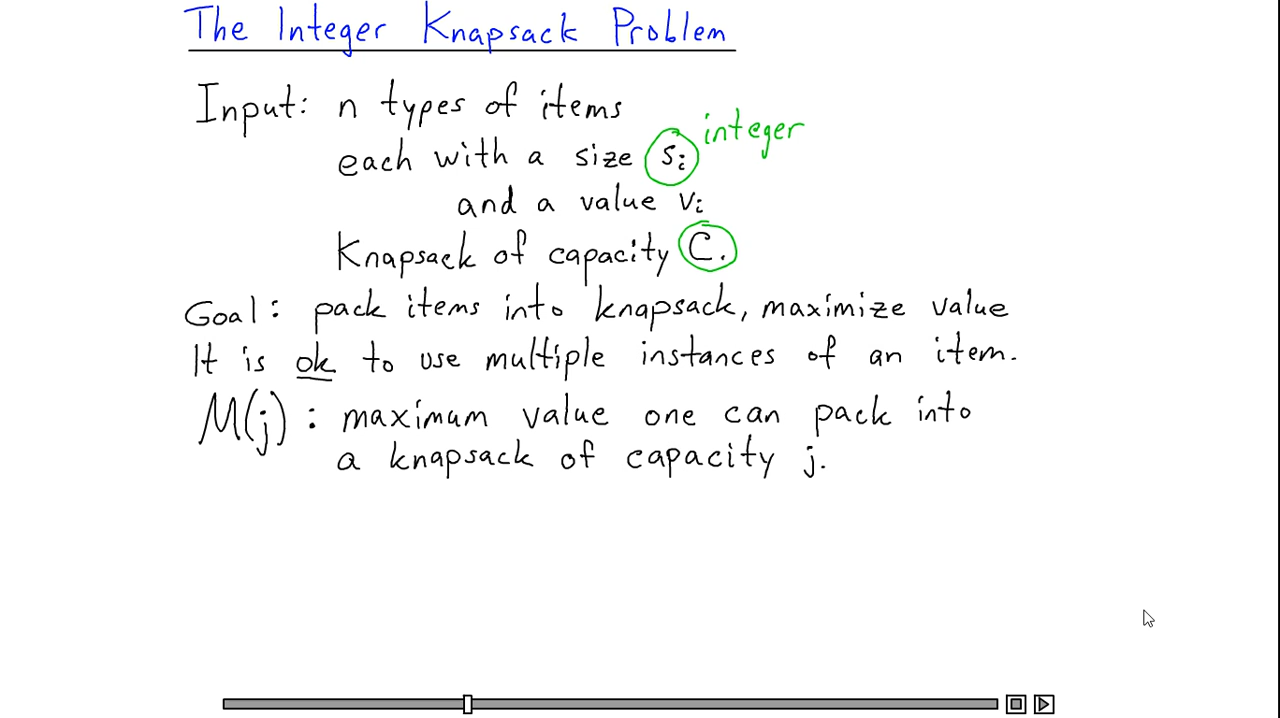 The Integer Knapsack Problem
Input: n types of items
integer
each with a size si
and a value vi
Knapsack of capacity C.
Goal: pack items into knapsack, maximize value
It is ok to use multiple instances of an item.
M(j): maximum value one can pack into
a knapsack of capacity j.